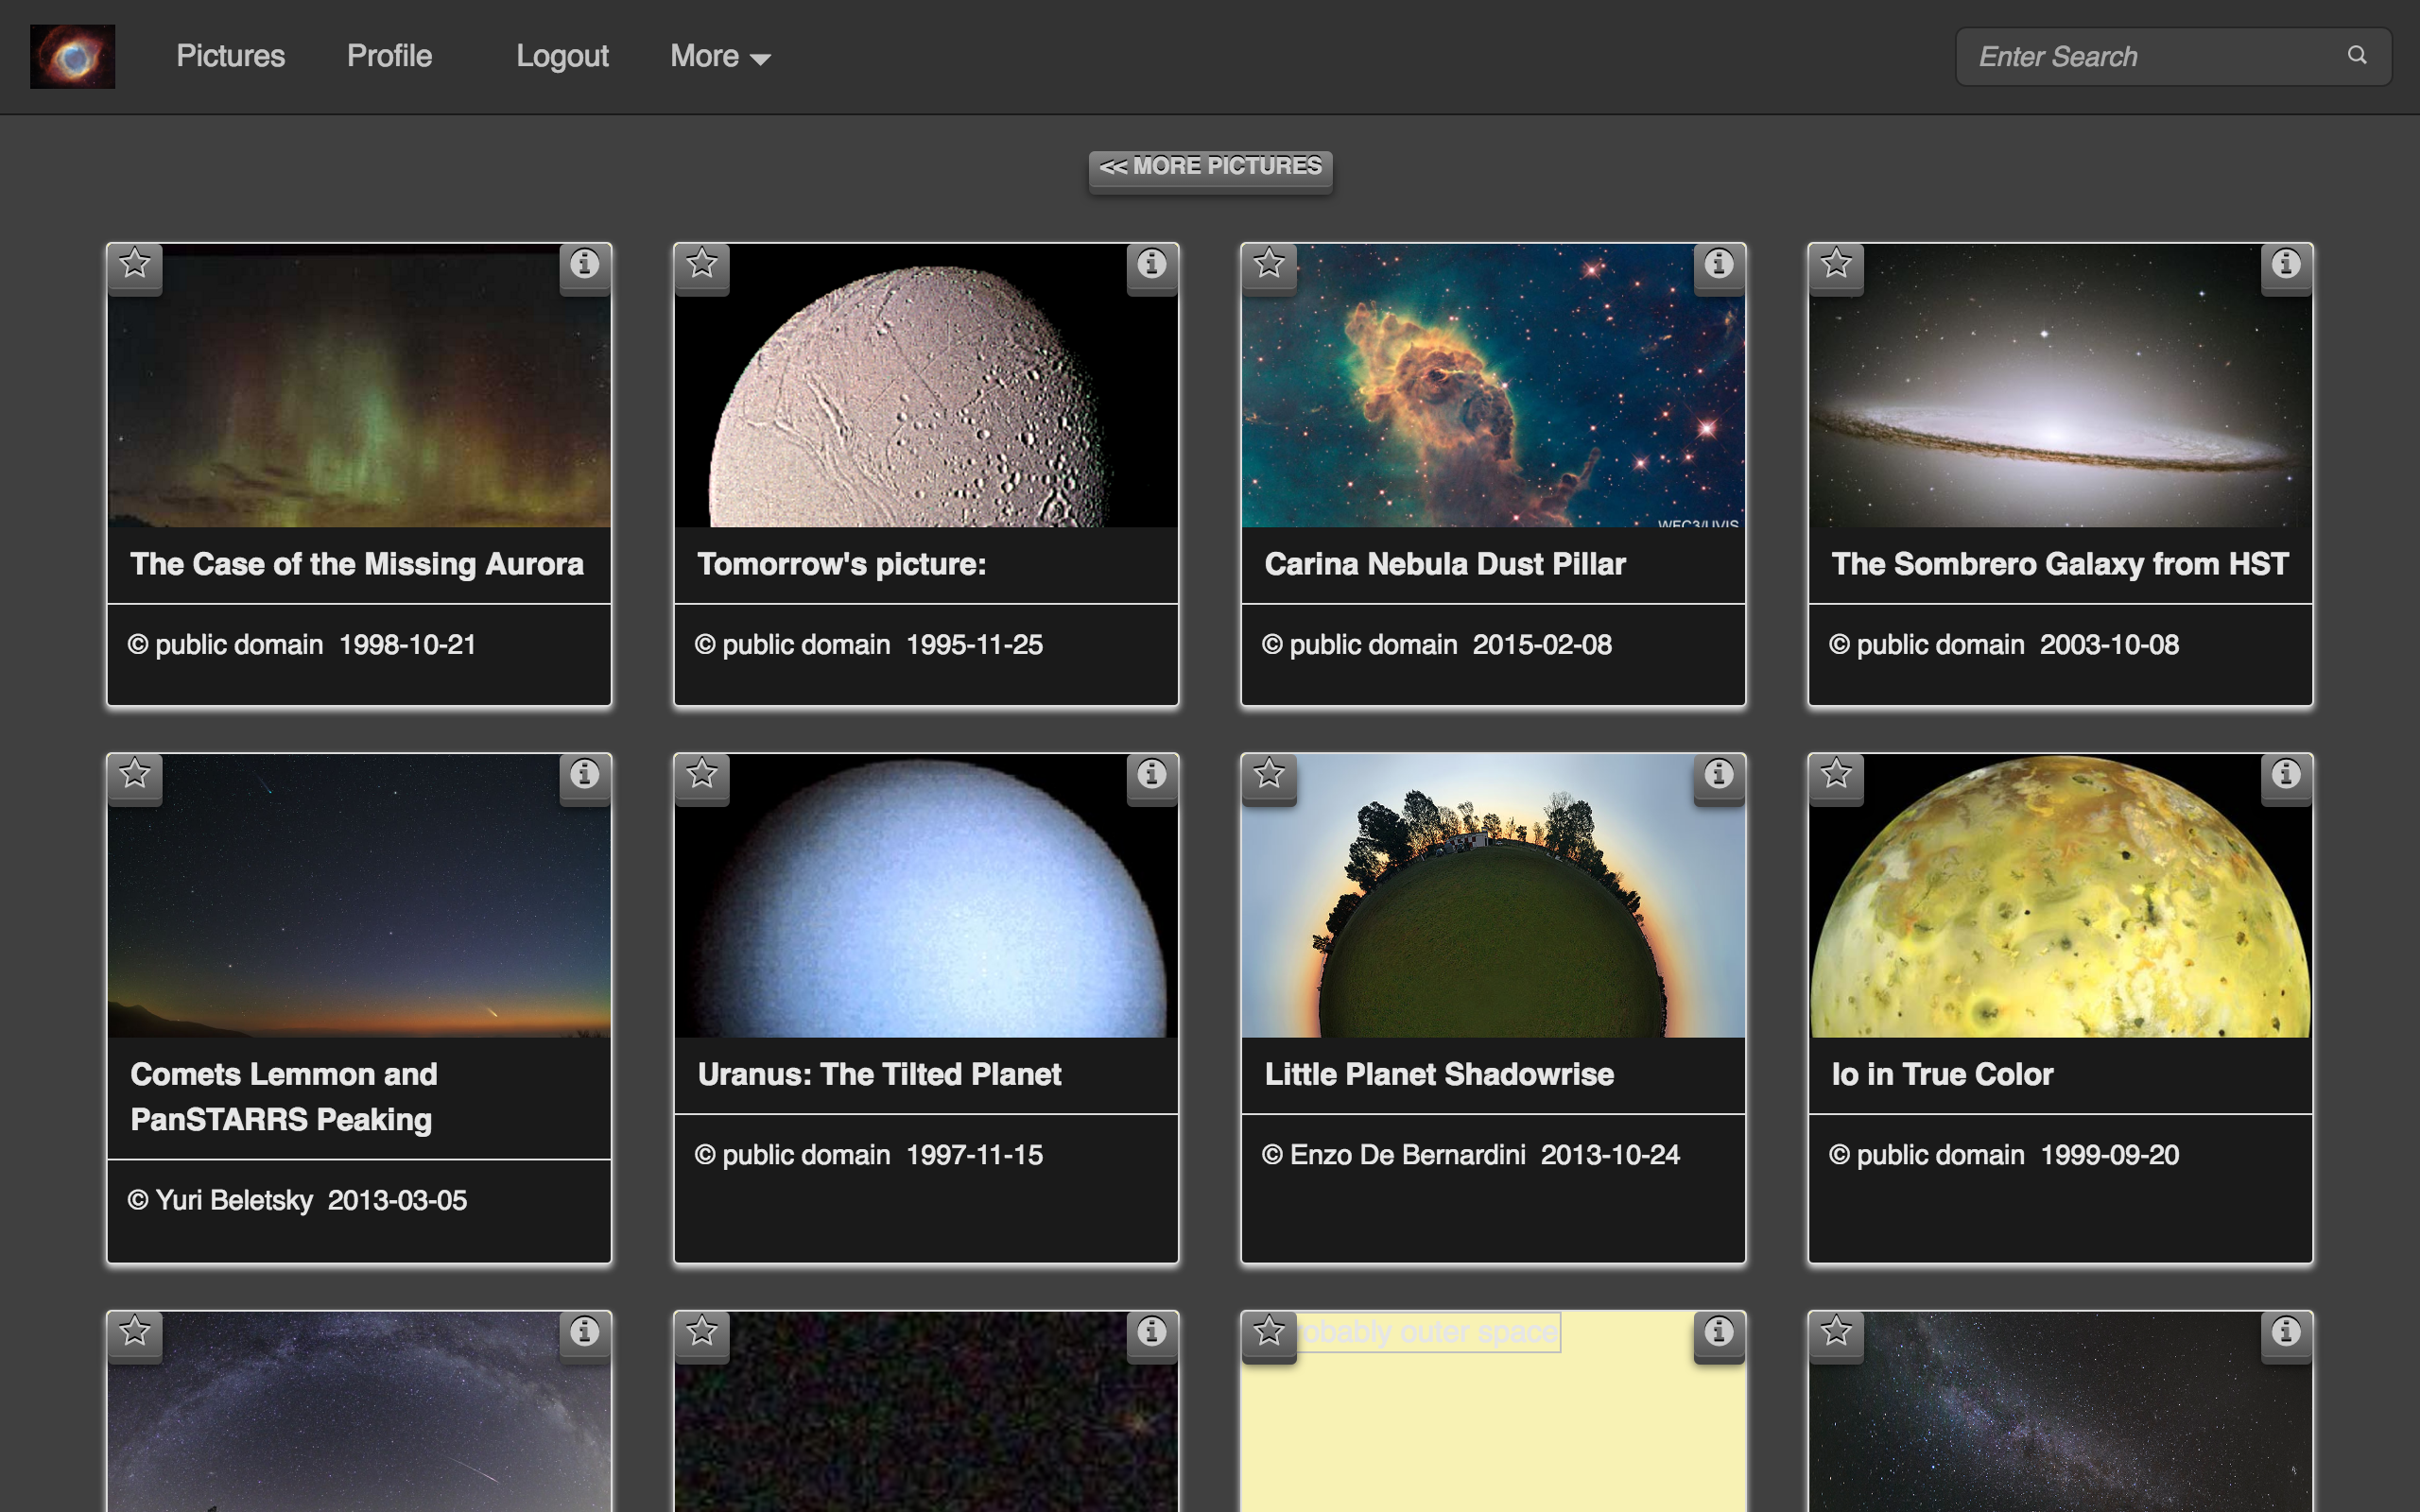 Pictures Profile Logout More
Enter Search
<< MORE PICTURES
WFC3/UVIS
The Case of the Missing Aurora
© public domain 1998-10-21
Tomorrow's picture:
© public domain 1995-11-25
Carina Nebula Dust Pillar
© public domain 2015-02-08
The Sombrero Galaxy from HST
© public domain 2003-10-08
Comets Lemmon and
PanSTARRS Peaking
© Yuri Beletsky 2013-03-05
Uranus: The Tilted Planet
© public domain 1997-11-15
Little Planet Shadowrise
© Enzo De Bernardini 2013-10-24
Io in True Color
© public domain 1999-09-20
outer space